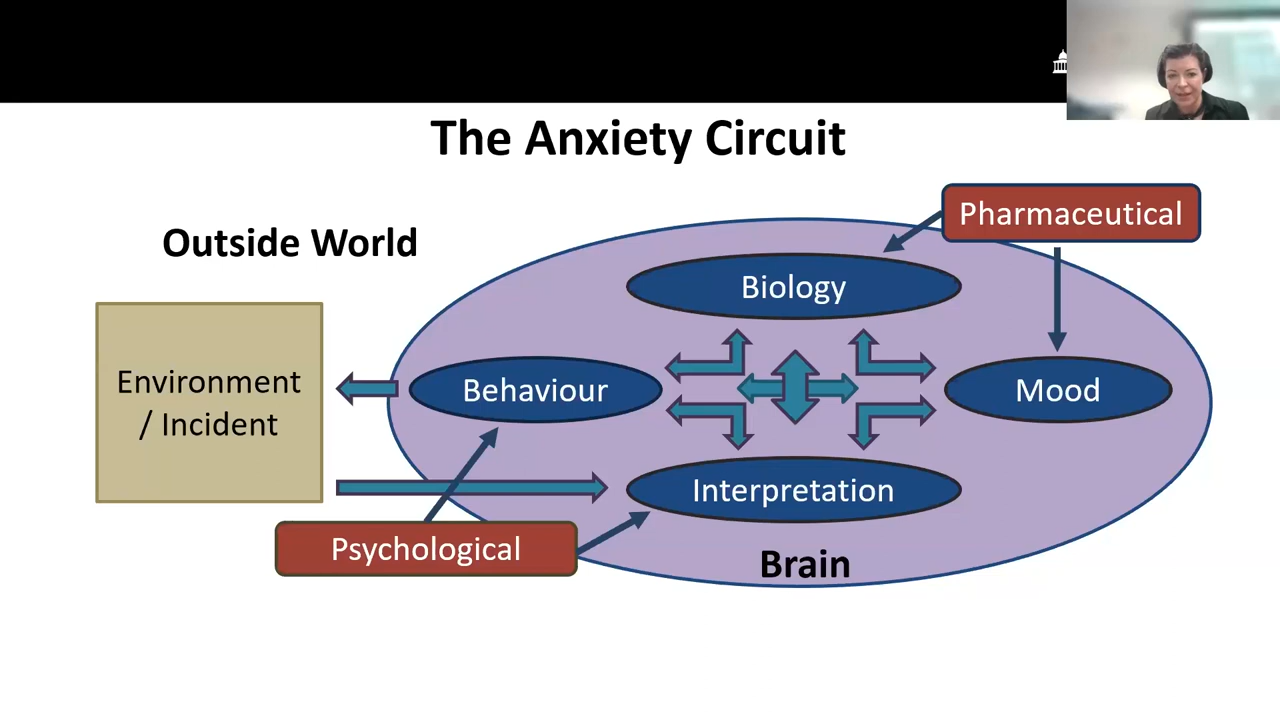 The Anxiety Circuit
Pharmaceutical
Outside World
Biology
Environment
/ Incident
Behaviour
Mood
Interpretation
Psychological
Brain